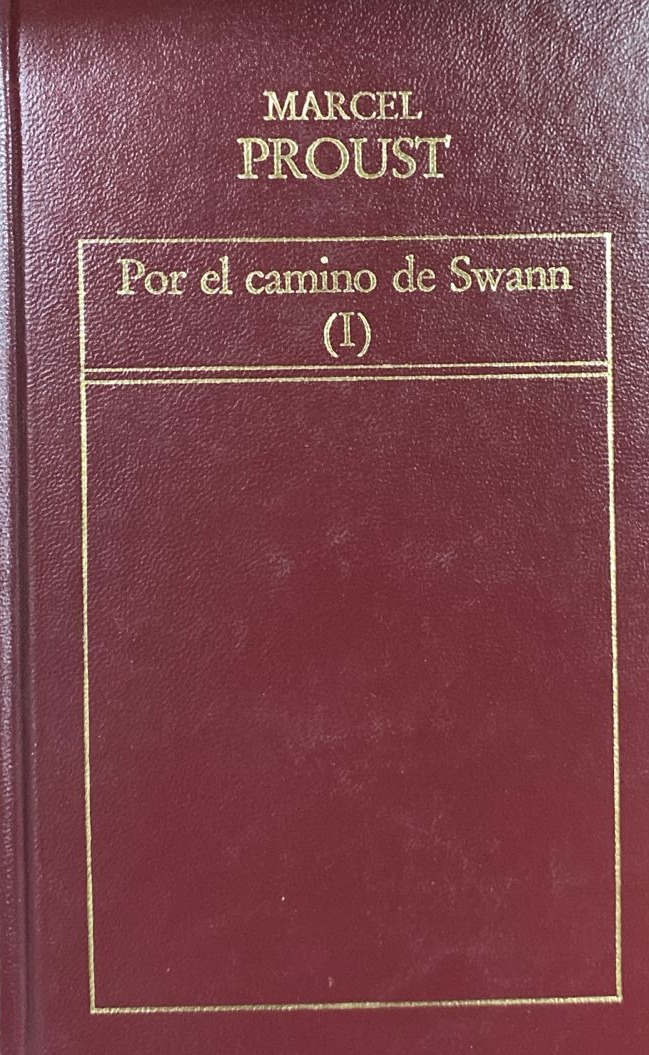 MARCEL
PROUST
Por el camino de Swann
(I)